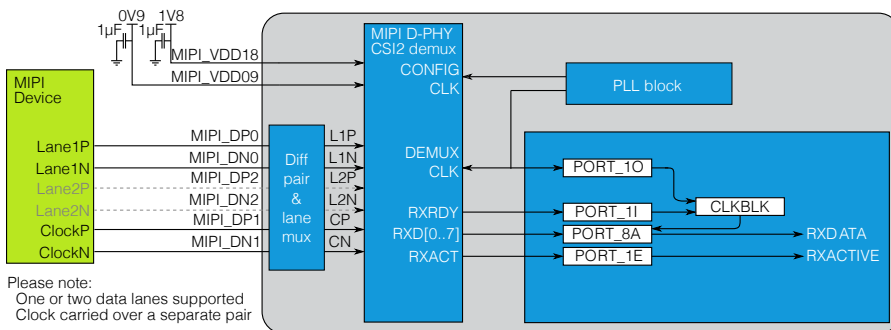 0V9 1V8
1µF 1µF
MIPI_VDD18
MIPI_VDD09
MIPI
Device
Lane1P
Lane1N
Lane2P
Lane2N
ClockP
ClockN
MIPI_DP0
MIPI_DN0
MIPI_DP2
MIPI_DN2
MIPI_DP1
MIPI_DN1
Diff
pair
&
lane
mux
L1P
L1N
L2P
L2N
CP
CN
MIPI D-PHY
CSI2 demux
CONFIG
CLK
DEMUX
CLK
RXRDY
RXD[0..7]
RXACT
PLL block
PORT_1O
PORT_1I
PORT_8A
PORT_1E
CLKBLK
RXDATA
RXACTIVE
Please note:
One or two data lanes supported
Clock carried over a separate pair